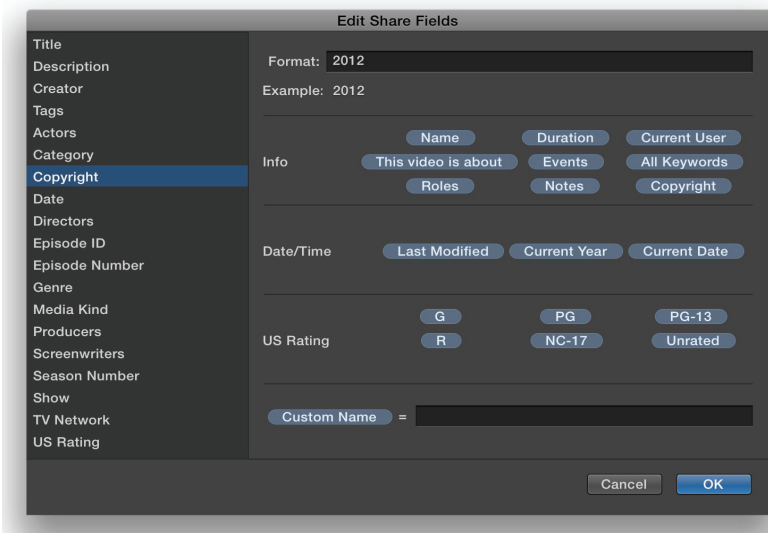 Edit Share Fields
Title
Description
Creator
Tags
Actors
Category
Copyright
Date
Directors
Episode ID
Episode Number
Genre
Media Kind
Producers
Screenwriters
Season Number
Show
TV Network
US Rating
Format: 2012
Example: 2012
Name Duration Current User
Info This video is about Events All Keywords
Roles Notes Copyright
Date/Time Last Modified Current Year Current Date
G PG PG-13
US Rating R NC-17 Unrated
Custom Name =
Cancel OK